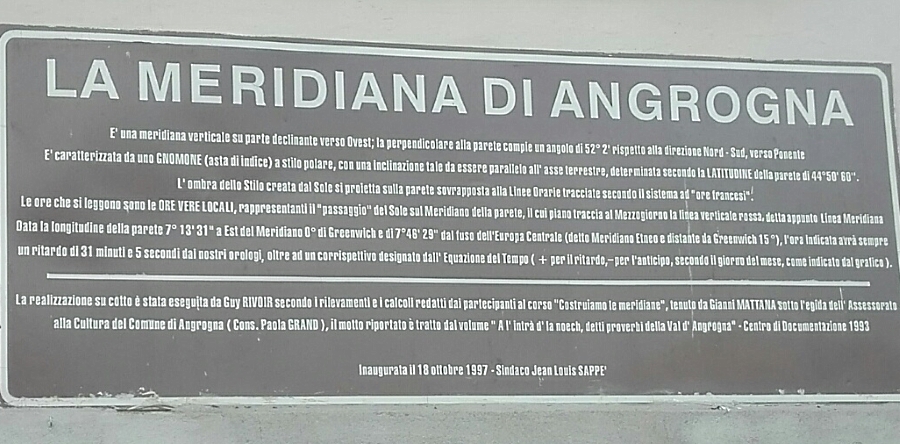 LA MERIDIANA DI ANGROGNA
E' una meridiana verticale su parte declinante verso Ovest; la perpendicolare alla parete compie un angolo di 52° 2' rispetto alla direzione Nord - Sud, verso Ponente
E' caratterizzata da uno GNOMONE (asta di indice) a stilo polare, con una inclinazione tale da essere parallelo all' asse terrestre, determinata secondo la LATITUDINE della parete di 44°50' 60".
L' ombra dello Stilo creata dal Sole si proietta sulla parete sovrapposta alla Linee Orarie tracciate secondo il sistema ad "ore francesi".
Le ore che si leggono sono le ORE VERE LOCALI, rappresentanti il "passaggio" del Sole sul Meridiano della parete, il cui piano traccia al Mezzogiorno la linea verticale rossa, detta appunto Linea Meridiana
Data la longitudine della parete 7° 13' 31" a Est del Meridiano 0° di Greenwich e di 7°46' 29" dal fuso dell'Europa Centrale (detto Meridiano Etneo e distante da Greenwich 15°), l'ora indicata avrà sempre
un ritardo di 31 minuti e 5 secondi dai nostri orologi, oltre ad un corrispettivo designato dall' Equazione del Tempo ( + per il ritardo,–per l'anticipo, secondo il giorno del mese, come indicato dal grafico ).
La realizzazione su cotto è stata eseguita da Guy RIVOIR secondo i rilevamenti e i calcoli redatti dai partecipanti al corso "Costruiamo le meridiane", tenuto da Gianni MATTANA sotto l'egida dell' Assessorato
alla Cultura del Comune di Angrogna ( Cons. Paola GRAND ), il motto riportato è tratto dal volume " A l' intrà d' la noech, detti proverbi della Val d' Angrogna" - Centro di Documentazione 1993
Inaugurata il 18 ottobre 1997 - Sindaco Jean Louis SAPPE'